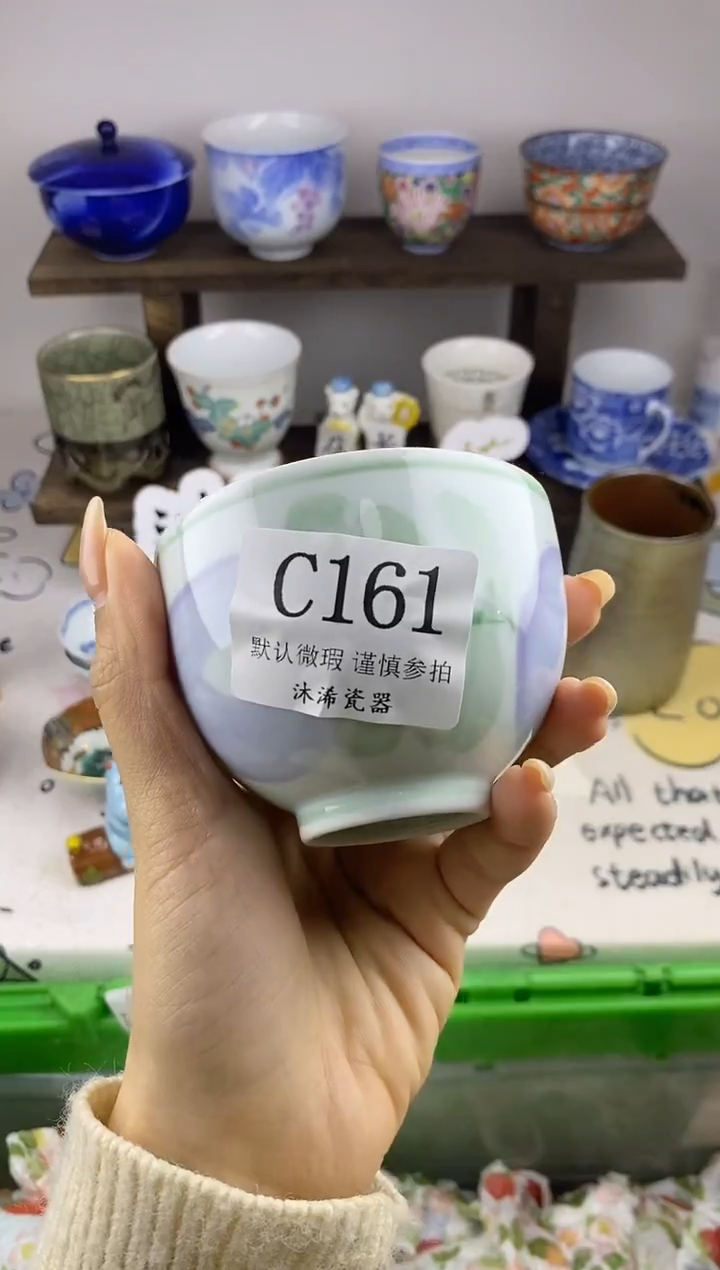 C161
默认微瑕 谨慎参拍
沐浠瓷器
All that
expected
steadily